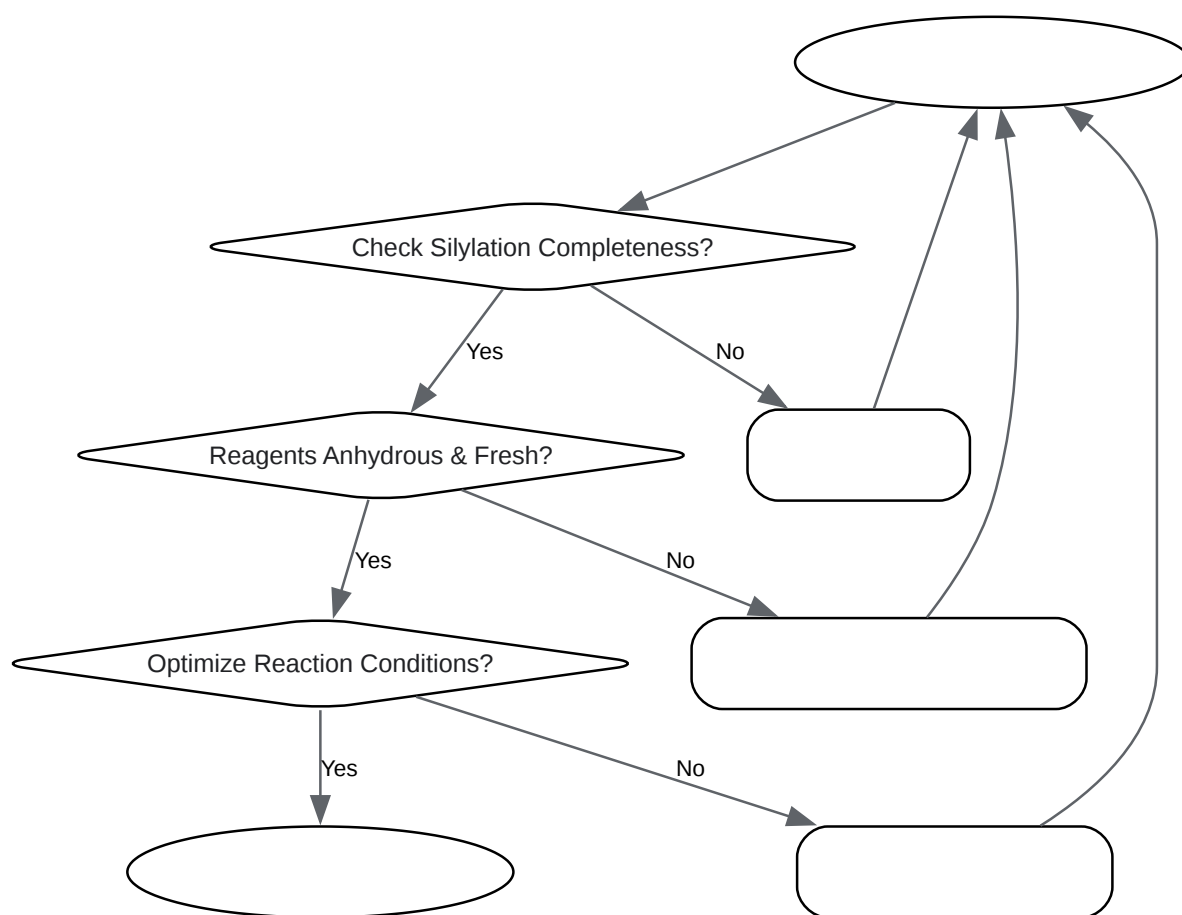 Check Silylation Completeness?
Yes
No
Reagents Anhydrous & Fresh?
Yes
No
Optimize Reaction Conditions?
Yes
No